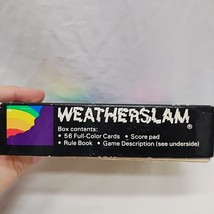 WEATHERSLAM®
Box contents:
• 56 Full-Color Cards • Score pad
• Rule Book • Game Description (see underside)